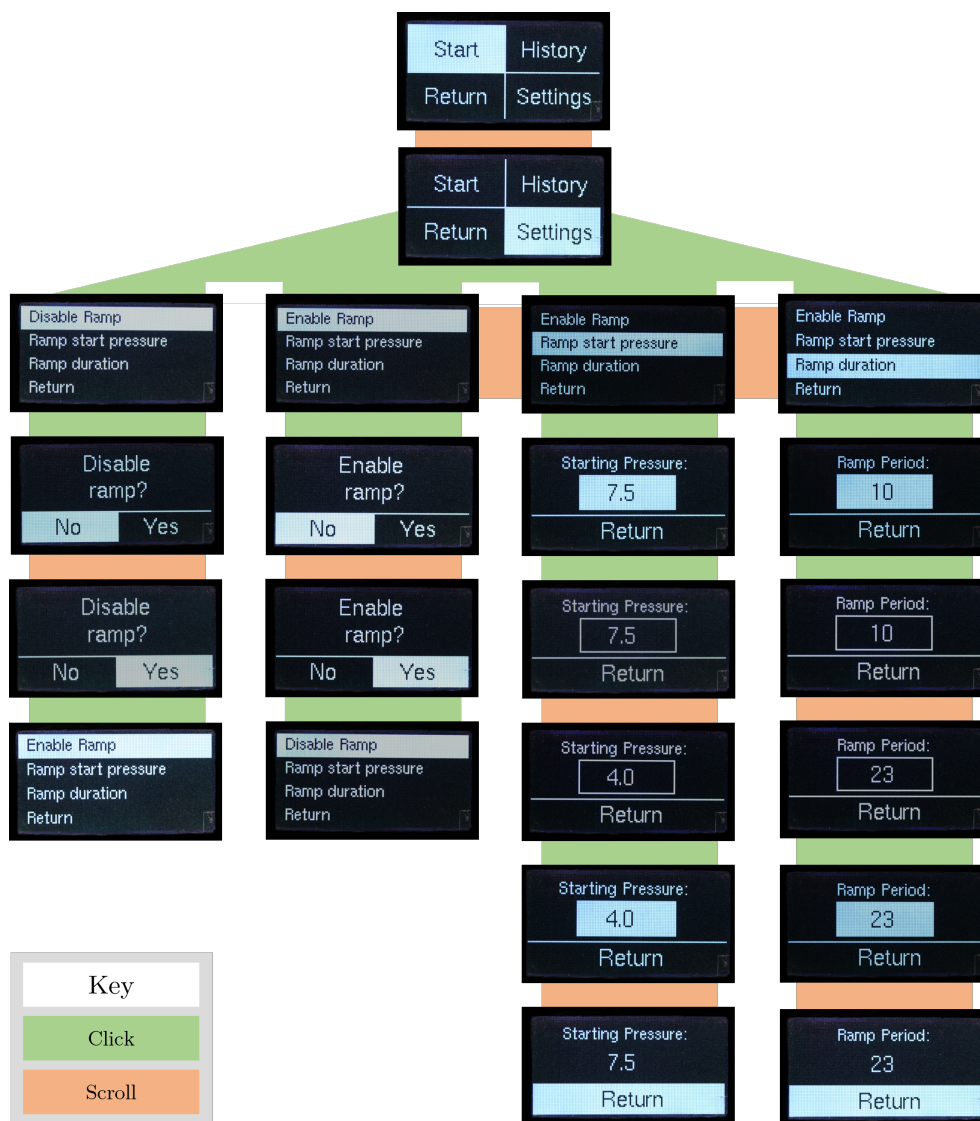 Start History
Return Settings
Start History
Return Settings
Disable Ramp
Ramp start pressure
Ramp duration
Return
Enable Ramp
Ramp start pressure
Ramp duration
Return
Enable Ramp
Ramp start pressure
Ramp duration
Return
Enable Ramp
Ramp start pressure
Ramp duration
Return
Disable
ramp?
No Yes
Enable
ramp?
No Yes
Starting Pressure:
7.5
Return
Ramp Period:
10
Return
Disable
ramp?
No Yes
Enable
ramp?
No Yes
Starting Pressure:
7.5
Return
Ramp Period:
10
Return
Enable Ramp
Ramp start pressure
Ramp duration
Return
Disable Ramp
Ramp start pressure
Ramp duration
Return
Starting Pressure:
4.0
Return
Ramp Period:
23
Return
Starting Pressure:
4.0
Return
Ramp Period:
23
Return
Starting Pressure:
7.5
Return
Ramp Period:
23
Return
Key
Click
Scroll